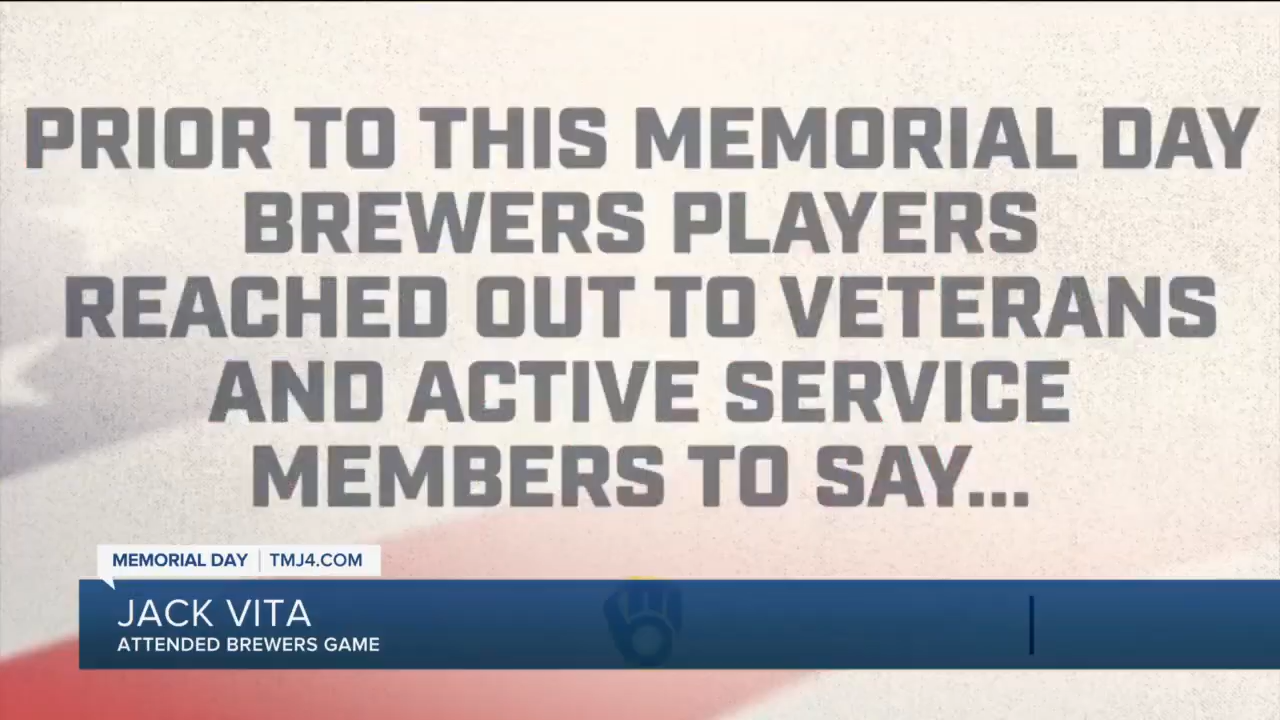 PRIOR TO THIS MEMORIAL DAY
BREWERS PLAYERS
REACHED OUT TO VETERANS
AND ACTIVE SERVICE
MEMBERS TO SAY...
MEMORIAL DAY | TMJ4.COM
JACK VITA
ATTENDED BREWERS GAME